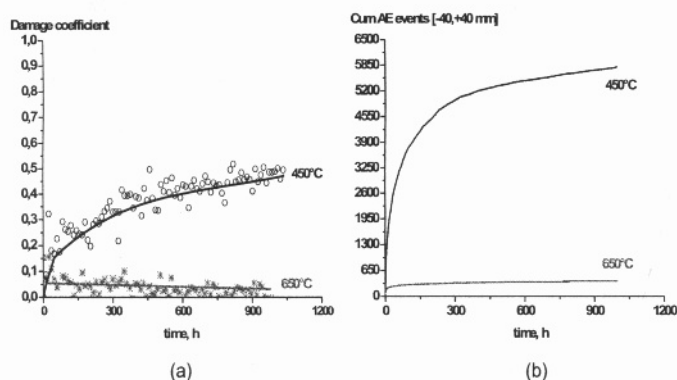 Damage coefficient
1,0
0,9
0,8
0,7
0,6
0,5
0,4
0,3
0,2
0,1
0,0
450°C
650°C
0 300 600 900 1200
time, h
(a)
Cum AE events [-40,+40 mm]
6500
5850
5200
4550
3900
3250
2600
1950
1300
650
0
450°C
650°C
0 300 600 900 1200
time, h
(b)